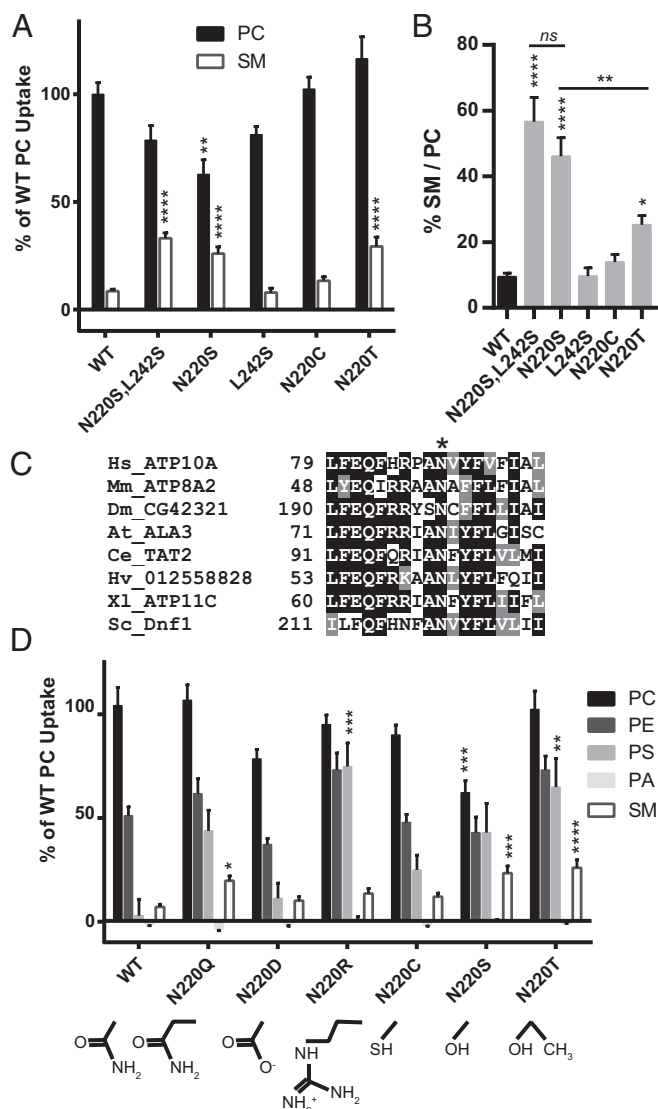 A
PC
SM
% of WT PC Uptake
100
50
0
** 
****
****
****
WT
N220S,L242S
N220S
L242S
N220C
N220T
B
ns
**
****
****
*
% SM / PC
80
60
40
20
0
WT
N220S, L242S
N220S
L242S
N220C
N220T
C
*
Hs_ATP10A 79 LFEQFHRPANVYFVFIAL
Mm_ATP8A2 48 LYEQIRRAANAFFLFIAL
Dm_CG42321 190 LFEQFRRYSNCFFLLIAI
At_ALA3 71 LFEQFRRIANIYFLGISC
Ce_TAT2 91 LFEQFQRIANFYFLVLMI
Hv_012558828 53 LFEQFRKAANLYFLFQII
Xl_ATP11C 60 LFEQFRRIANFYFLIIFL
Sc_Dnf1 211 ILFQFHNFANVYFLVLII
D
PC
PE
PS
PA
SM
% of WT PC Uptake
100
50
0
*
***
***
***
**
****
WT
N220Q
N220D
N220R
N220C
N220S
N220T
O NH2
O NH2
O O-
NH NH2+ NH2
SH
OH
OH CH3